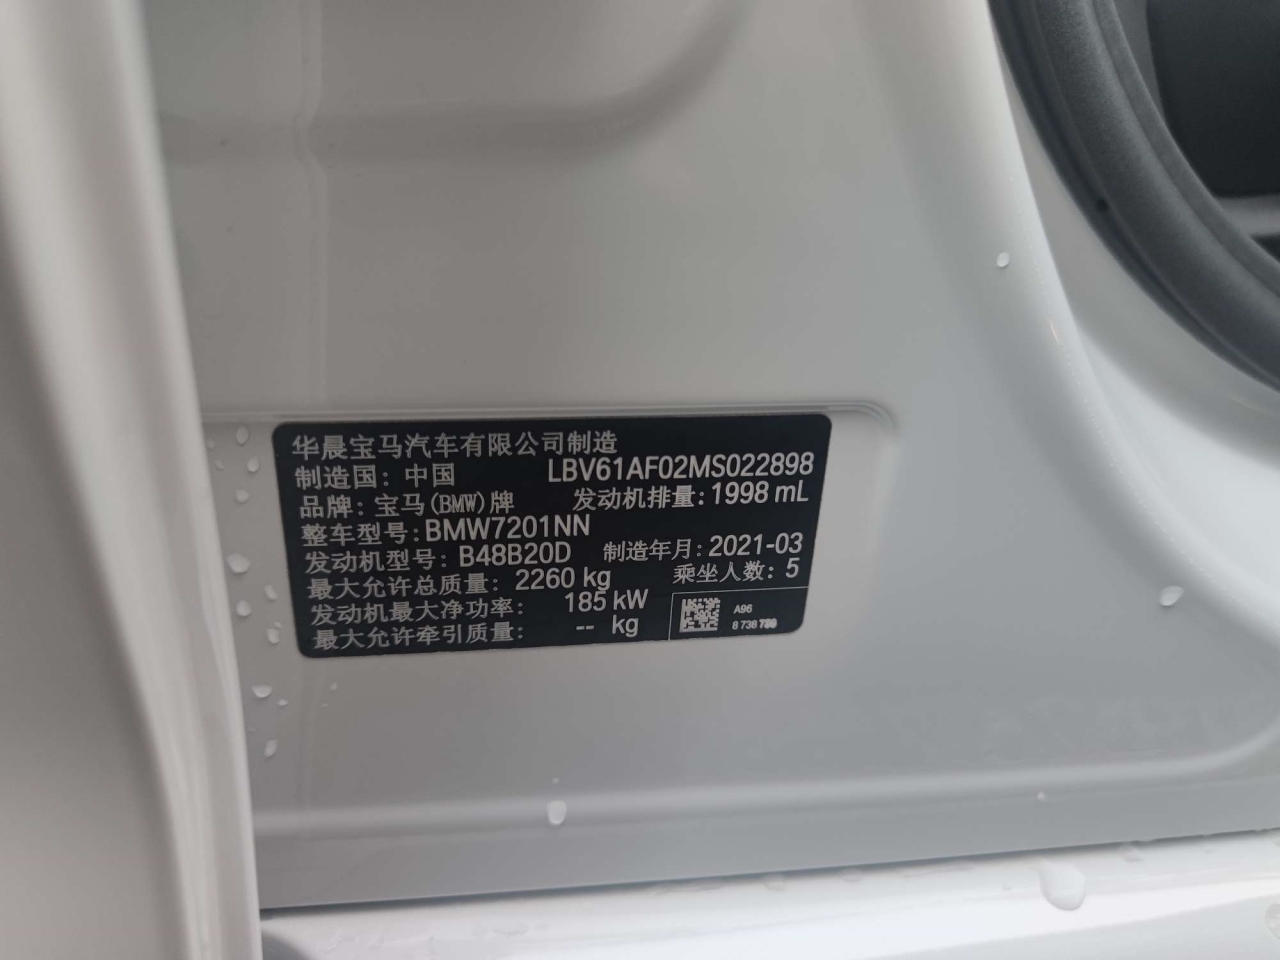 华晨宝马汽车有限公司制造
制造国：中国 LBV61AF02MS022898
品牌：宝马(BMW)牌 发动机排量：1998 mL
整车型号：BMW7201NN
发动机型号：B48B20D 制造年月：2021-03
最大允许总质量：2260 kg 乘坐人数：5
发动机最大净功率：185 kW
最大允许牵引质量：-- kg
A96
8 738